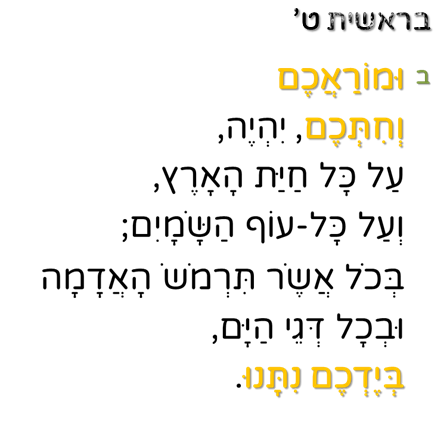 בראשית ט'
ב וּמוֹרַאֲכֶם
וְחִתְּכֶם, יִהְיֶה,
עַל כָּל חַיַּת הָאָרֶץ,
וְעַל כָּל-עוֹף הַשָּׁמָיִם;
בְּכֹל אֲשֶׁר תִּרְמֹשׂ הָאֲדָמָה
וּבְכָל דְּגֵי הַיָּם,
בְּיֶדְכֶם נִתָּנוּ.